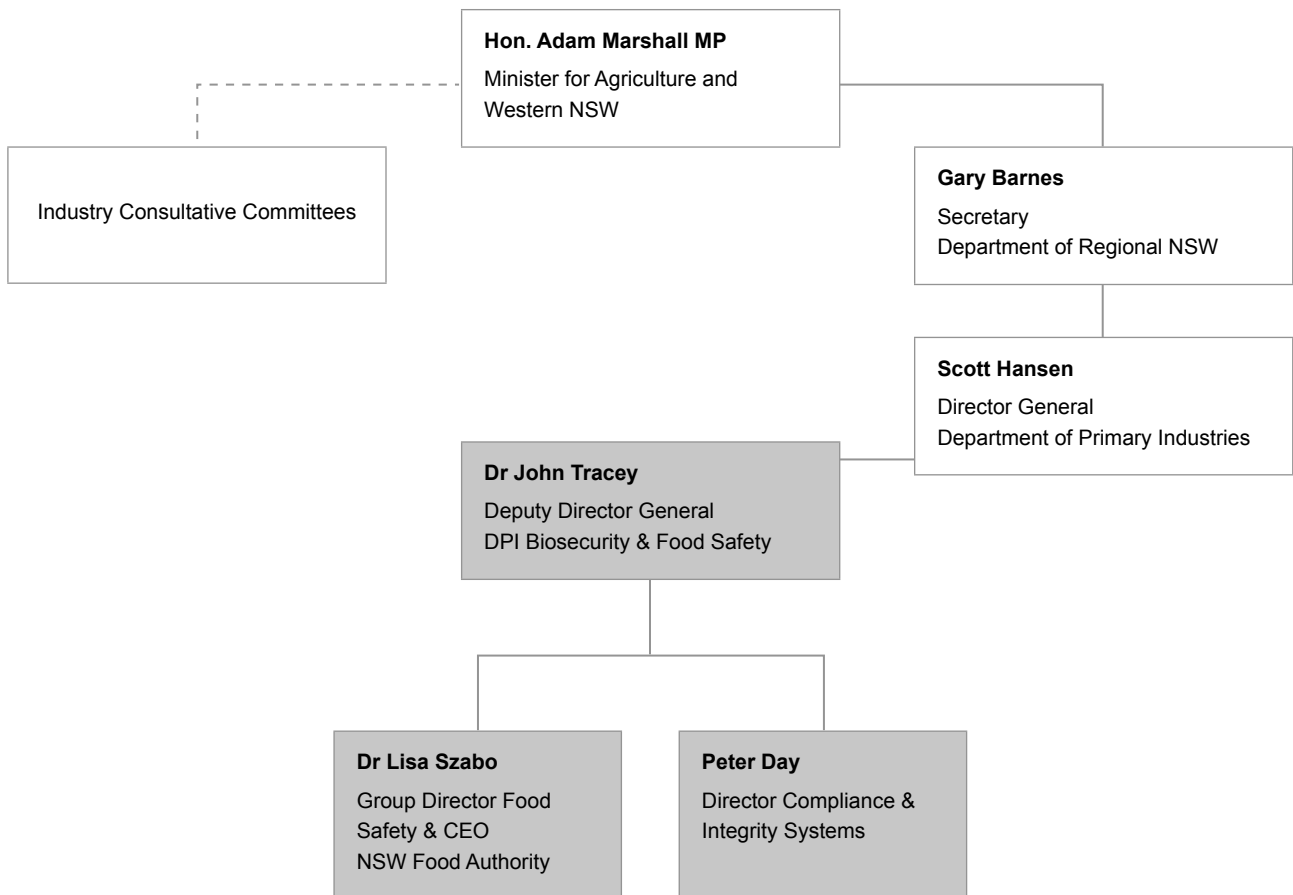 Hon. Adam Marshall MP
Minister for Agriculture and
Western NSW
Industry Consultative Committees
Gary Barnes
Secretary
Department of Regional NSW
Scott Hansen
Director General
Department of Primary Industries
Dr John Tracey
Deputy Director General
DPI Biosecurity & Food Safety
Dr Lisa Szabo
Group Director Food
Safety & CEO
NSW Food Authority
Peter Day
Director Compliance &
Integrity Systems